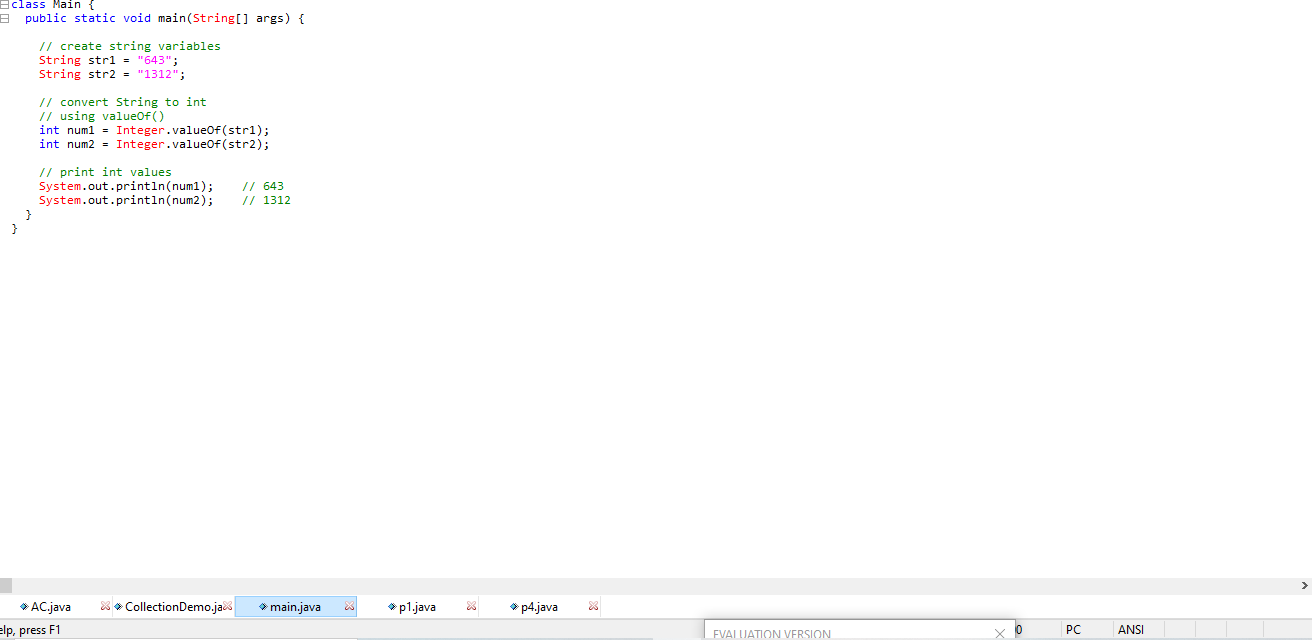 class Main {
public static void main(String[] args) {
// create string variables
String str1 = "643";
String str2 = "1312";
// convert String to int
// using valueOf()
int num1 = Integer.valueOf(str1);
int num2 = Integer.valueOf(str2);
// print int values
System.out.println(num1);    // 643
System.out.println(num2);    // 1312
}
}
AC.java CollectionDemo.ja main.java p1.java p4.java
elp, press F1 0 PC ANSI
EVALUATION VERSION